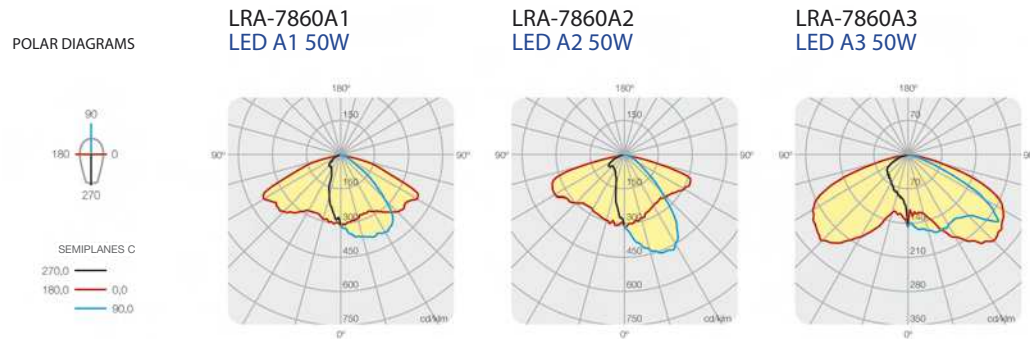 POLAR DIAGRAMS
90
180 0
270
SEMIPLANES C
270,0
180,0 0,0
90,0
LRA-7860A1
LED A1 50W
180°
150
90° 90°
150
300
450
600
750 cd/klm
0°
LRA-7860A2
LED A2 50W
180°
150
90° 90°
150
300
450
600
750 cd/klm
0°
LRA-7860A3
LED A3 50W
180°
70
90°
70
210
280
350 cd/klm
0°